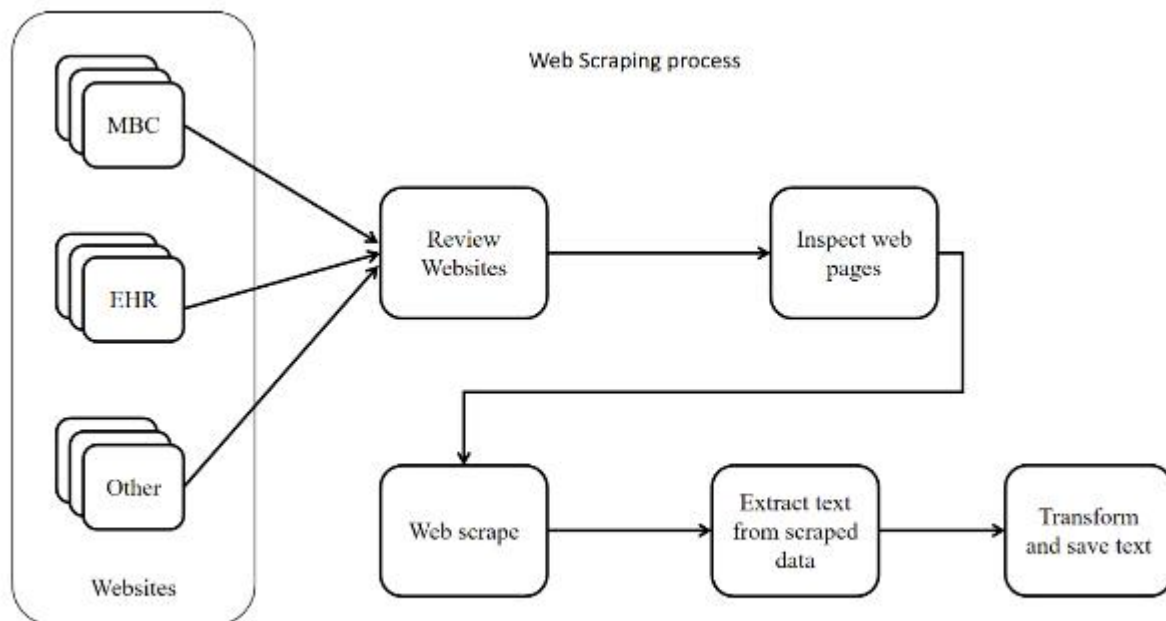 Web Scraping process
MBC
EHR
Other
Websites
Review
Websites
Inspect web
pages
Web scrape
Extract text
from scraped
data
Transform
and save text